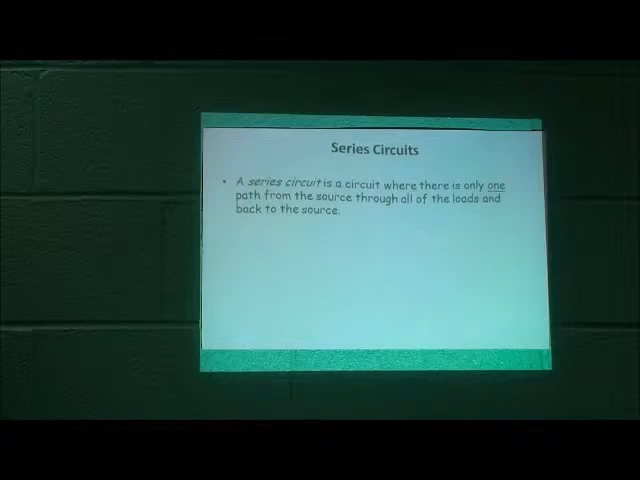 Series Circuits
• A series circuit is a circuit where there is only one
path from the source through all of the loads and
back to the source.